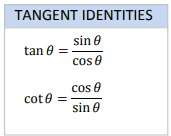 TANGENT IDENTITIES
tan θ = sin θ / cos θ
cot θ = cos θ / sin θ